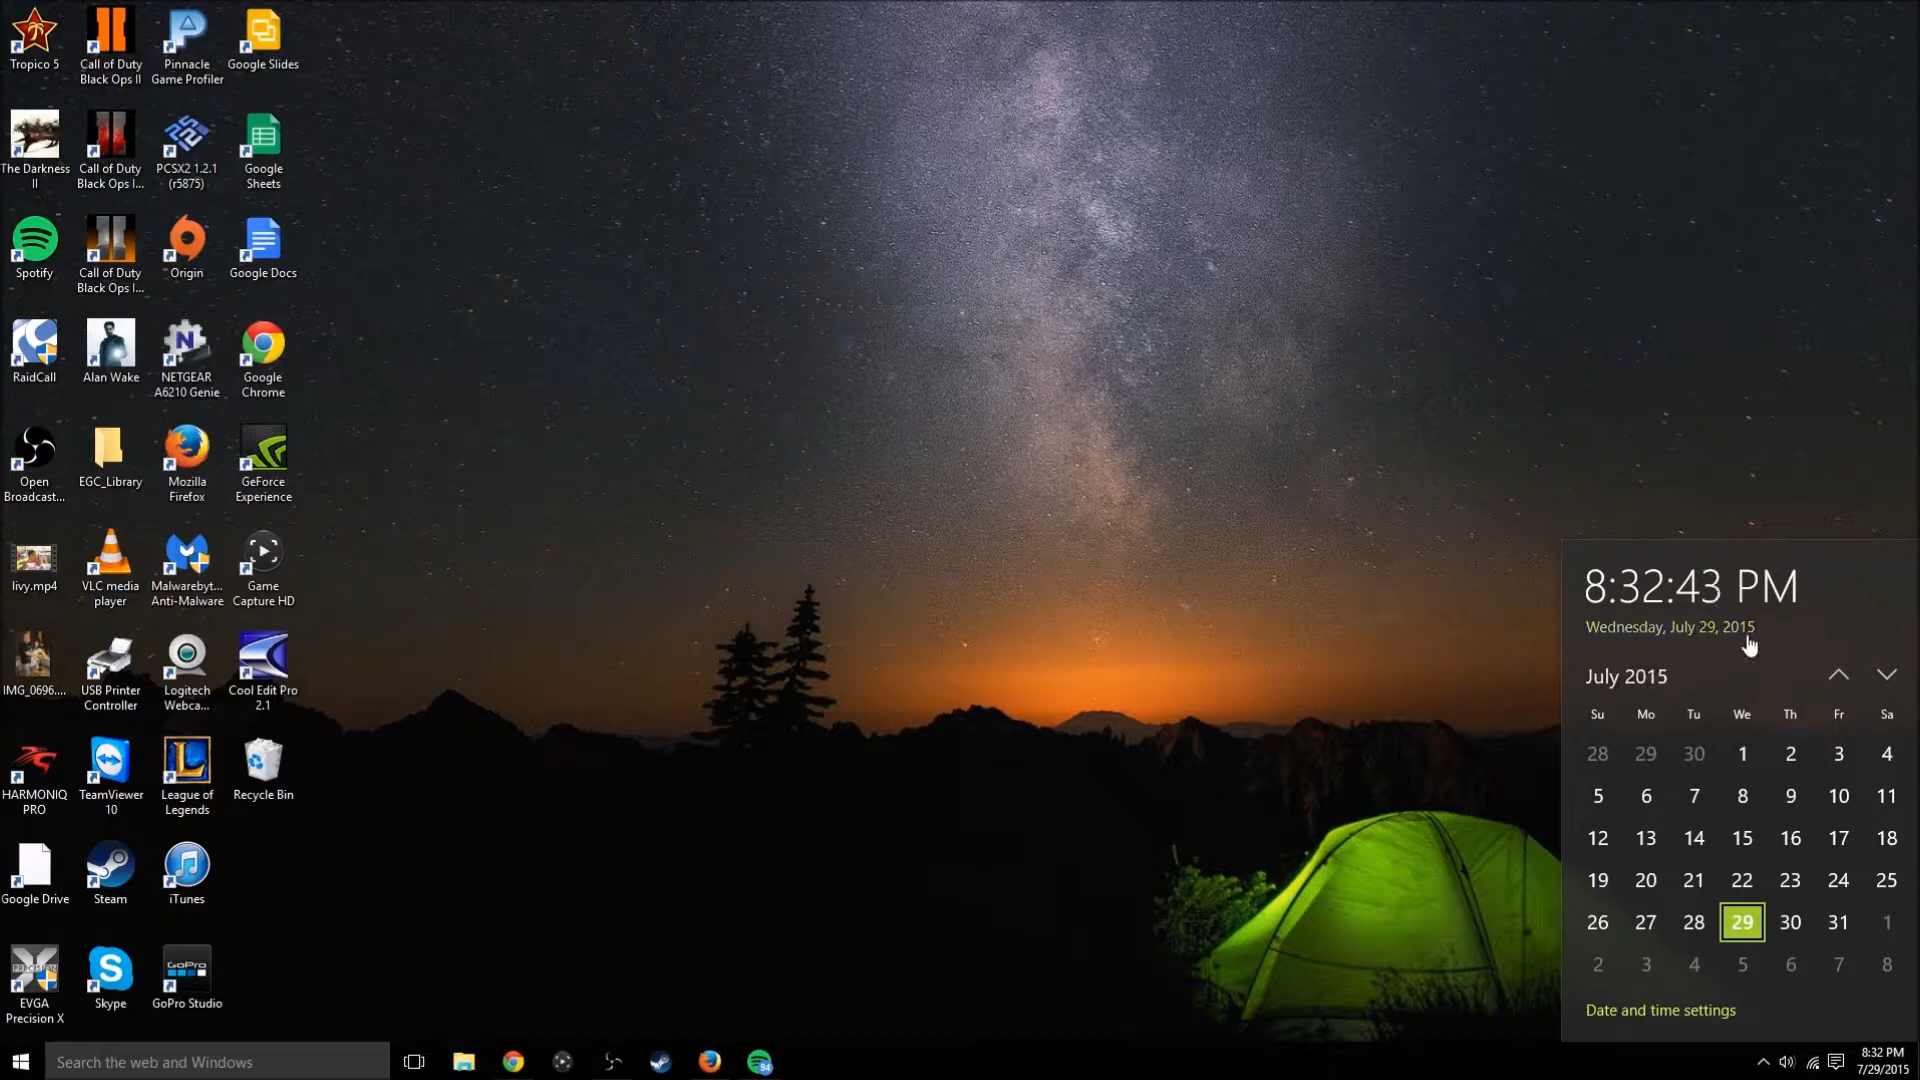 Tropico 5
Call of Duty
Black Ops II
Pinnacle
Game Profiler
Google Slides
The Darkness
II
Call of Duty
Black Ops I...
PCSX2 1.2.1
(r5875)
Google
Sheets
Spotify
Call of Duty
Black Ops I...
Origin
Google Docs
RaidCall
Alan Wake
NETGEAR
A6210 Genie
Google
Chrome
Open
Broadcast...
EGC_Library
Mozilla
Firefox
GeForce
Experience
livy.mp4
VLC media
player
Malwarebyt...
Anti-Malware
Game
Capture HD
IMG_0696....
USB Printer
Controller
Logitech
Webca...
Cool Edit Pro
2.1
HARMONIQ
PRO
TeamViewer
10
League of
Legends
Recycle Bin
Google Drive
Steam
iTunes
PRECISION
EVGA
Precision X
Skype
GoPro
GoPro Studio
8:32:43 PM
Wednesday, July 29, 2015
July 2015
Su Mo Tu We Th Fr Sa
28 29 30 1 2 3 4
5 6 7 8 9 10 11
12 13 14 15 16 17 18
19 20 21 22 23 24 25
26 27 28 29 30 31 1
2 3 4 5 6 7 8
Date and time settings
Search the web and Windows
94
8:32 PM
7/29/2015